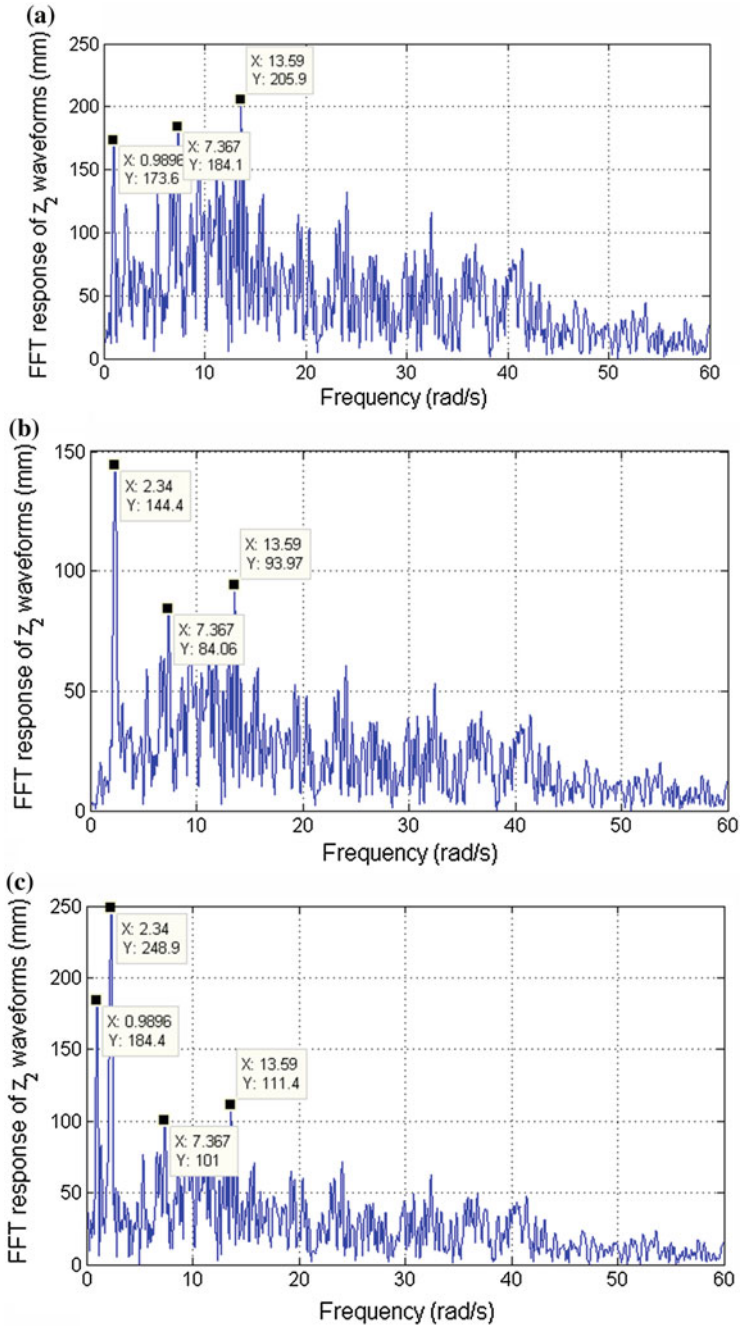 (a)
250
X: 13.59
Y: 205.9
200
X: 0.9896
Y: 173.6
X: 7.367
Y: 184.1
150
100
50
0
FFT response of z2 waveforms (mm)
0 10 20 30 40 50 60
Frequency (rad/s)
(b)
150
X: 2.34
Y: 144.4
X: 13.59
Y: 93.97
100
X: 7.367
Y: 84.06
50
0
FFT response of z2 waveforms (mm)
0 10 20 30 40 50 60
Frequency (rad/s)
(c)
250
X: 2.34
Y: 248.9
200
X: 0.9896
Y: 184.4
150
X: 13.59
Y: 111.4
100
X: 7.367
Y: 101
50
0
FFT response of z2 waveforms (mm)
0 10 20 30 40 50 60
Frequency (rad/s)